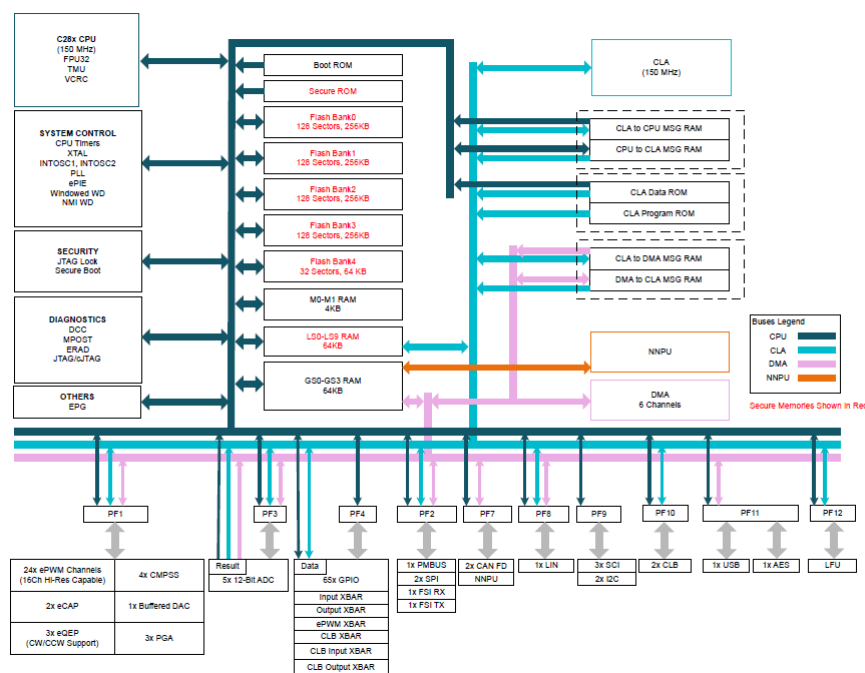 C28x CPU
(150 MHz)
FPU32
TMU
VCRC
SYSTEM CONTROL
CPU Timers
XTAL
INTOSC1, INTOSC2
PLL
ePIE
Windowed WD
NMI WD
SECURITY
JTAG Lock
Secure Boot
DIAGNOSTICS
DCC
MPOST
ERAD
JTAG/cJTAG
OTHERS
EPG
Boot ROM
Secure ROM
Flash Bank0
128 Sectors, 256KB
Flash Bank1
128 Sectors, 256KB
Flash Bank2
128 Sectors, 256KB
Flash Bank3
128 Sectors, 256KB
Flash Bank4
32 Sectors, 64 KB
M0-M1 RAM
4KB
LS0-LS9 RAM
64KB
GS0-GS3 RAM
64KB
CLA
(150 MHz)
CLA to CPU MSG RAM
CPU to CLA MSG RAM
CLA Data ROM
CLA Program ROM
CLA to DMA MSG RAM
DMA to CLA MSG RAM
NNPU
DMA
6 Channels
Buses Legend
CPU
CLA
DMA
NNPU
Secure Memories Shown in Red
PF1
PF3
PF4
PF2
PF7
PF8
PF9
PF10
PF11
PF12
24x ePWM Channels
(16Ch Hi-Res Capable)
4x CMPSS
2x eCAP
1x Buffered DAC
3x eQEP
(CW/CCW Support)
3x PGA
Result
5x 12-Bit ADC
Data
65x GPIO
Input XBAR
Output XBAR
ePWM XBAR
CLB XBAR
CLB Input XBAR
CLB Output XBAR
1x PMBUS
2x SPI
1x FSI RX
1x FSI TX
2x CAN FD
NNPU
1x LIN
3x SCI
2x I2C
2x CLB
1x USB
1x AES
LFU